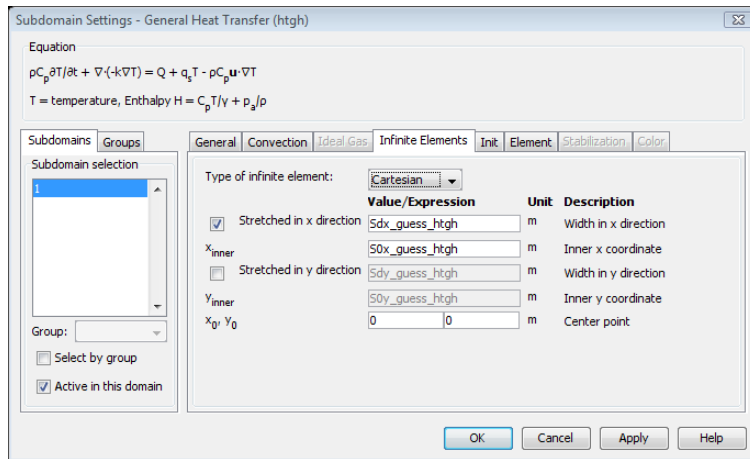 Subdomain Settings - General Heat Transfer (htgh)
Equation
ρCp∂T/∂t + ∇·(-k∇T) = Q + qsT - ρCpu·∇T
T = temperature, Enthalpy H = CpT/γ + pa/ρ
Subdomains Groups
General Convection Ideal Gas Infinite Elements Init Element Stabilization Color
Subdomain selection
1
Group:
Select by group
Active in this domain
Type of infinite element: Cartesian
Value/Expression Unit Description
Stretched in x direction Sdx_guess_htgh m Width in x direction
xinner S0x_guess_htgh m Inner x coordinate
Stretched in y direction Sdy_guess_htgh m Width in y direction
yinner S0y_guess_htgh m Inner y coordinate
x0, y0 0 0 m Center point
OK Cancel Apply Help